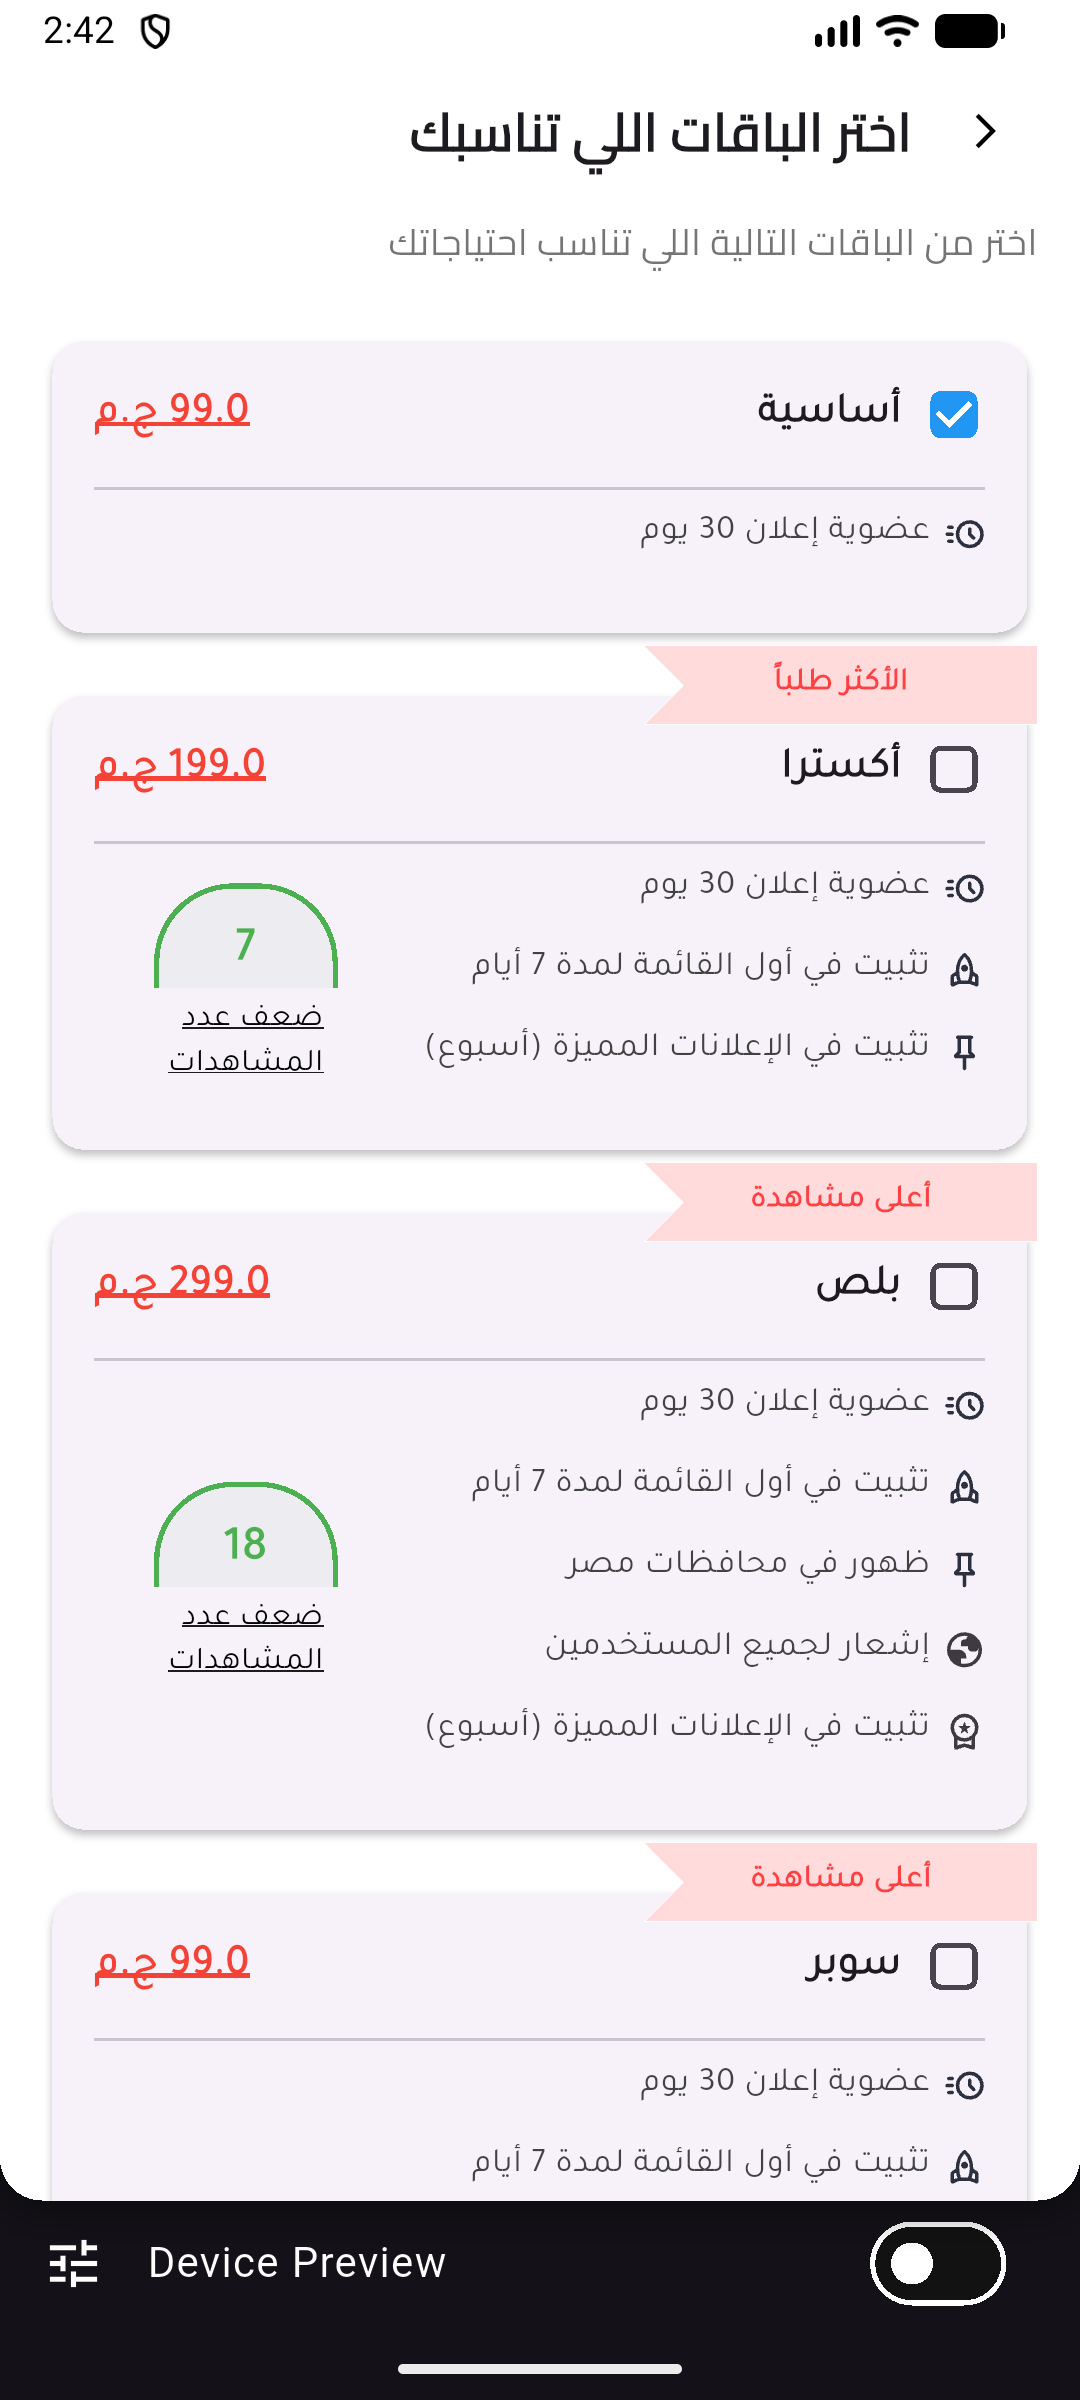 2:42
اختر الباقات اللي تناسبك
اختر من الباقات التالية اللي تناسب احتياجاتك
أساسية
99.0 ج.م
عضوية إعلان 30 يوم
الأكثر طلباً
أكسترا
199.0 ج.م
عضوية إعلان 30 يوم
تثبيت في أول القائمة لمدة 7 أيام
تثبيت في الإعلانات المميزة (أسبوع)
7
ضعف عدد
المشاهدات
أعلى مشاهدة
بلص
299.0 ج.م
عضوية إعلان 30 يوم
تثبيت في أول القائمة لمدة 7 أيام
ظهور في محافظات مصر
إشعار لجميع المستخدمين
تثبيت في الإعلانات المميزة (أسبوع)
18
ضعف عدد
المشاهدات
أعلى مشاهدة
سوبر
99.0 ج.م
عضوية إعلان 30 يوم
تثبيت في أول القائمة لمدة 7 أيام
Device Preview